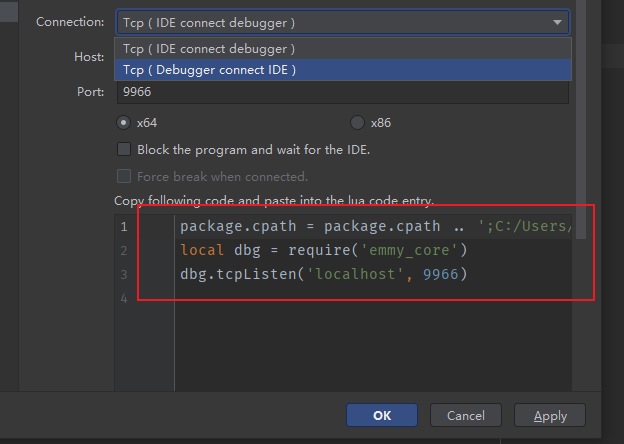 Connection: Tcp ( IDE connect debugger )
Tcp ( IDE connect debugger )
Host: Tcp ( Debugger connect IDE )
Port: 9966
x64 x86
Block the program and wait for the IDE.
Force break when connected.
Copy following code and paste into the lua code entry.
1 package.cpath = package.cpath .. ';C:/Users/
2 local dbg = require('emmy_core')
3 dbg.tcpListen('localhost', 9966)
4
OK Cancel Apply